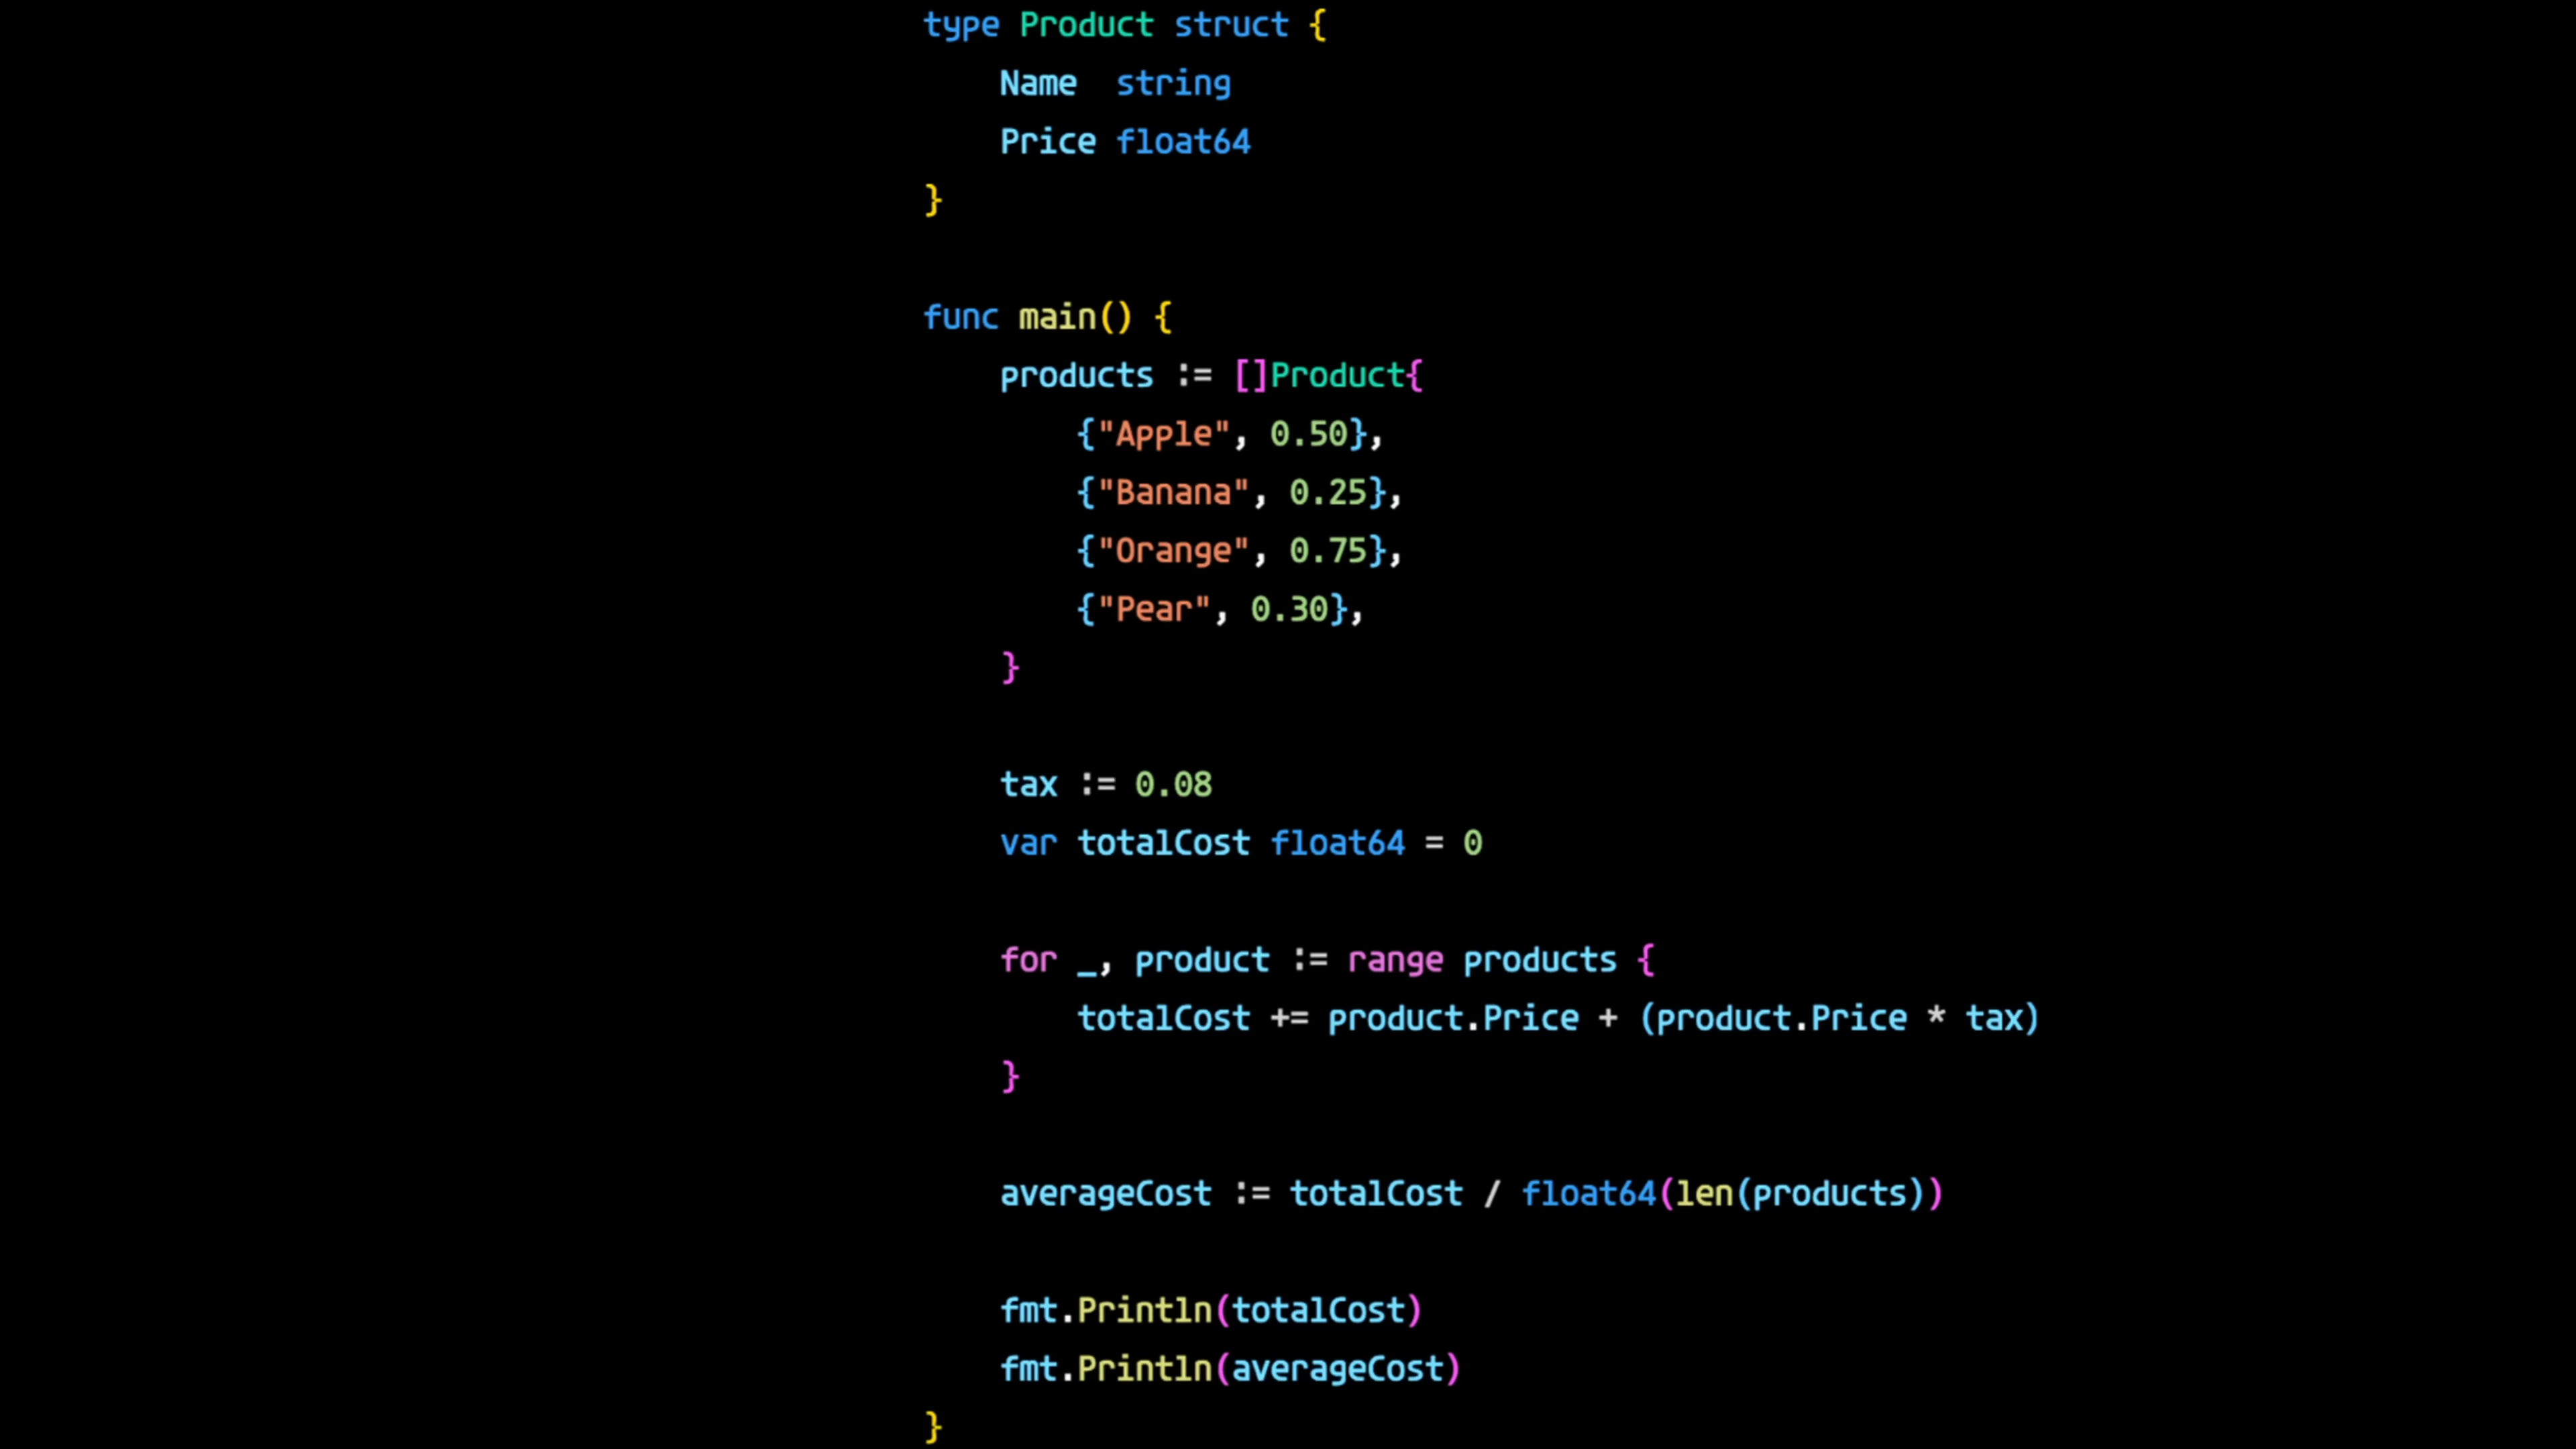 type Product struct {
    Name  string
    Price float64
}
func main() {
    products := []Product{
        {"Apple", 0.50},
        {"Banana", 0.25},
        {"Orange", 0.75},
        {"Pear", 0.30},
    }
    tax := 0.08
    var totalCost float64 = 0
    for _, product := range products {
        totalCost += product.Price + (product.Price * tax)
    }
    averageCost := totalCost / float64(len(products))
    fmt.Println(totalCost)
    fmt.Println(averageCost)
}